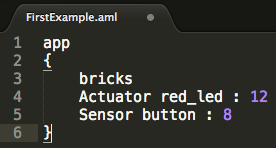 FirstExample.aml
1 app
2 {
3 bricks
4 Actuator red_led : 12
5 Sensor button : 8
6 }